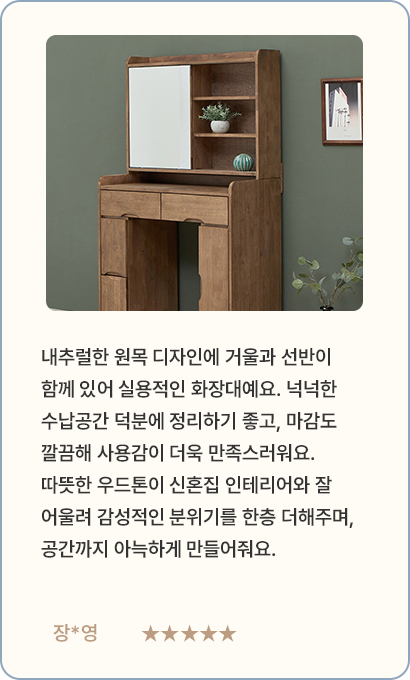 내추럴한 원목 디자인에 거울과 선반이
함께 있어 실용적인 화장대예요. 넉넉한
수납공간 덕분에 정리하기 좋고, 마감도
깔끔해 사용감이 더욱 만족스러워요.
따뜻한 우드톤이 신혼집 인테리어와 잘
어울려 감성적인 분위기를 한층 더해주며,
공간까지 아늑하게 만들어줘요.
장*영 ★★★★★